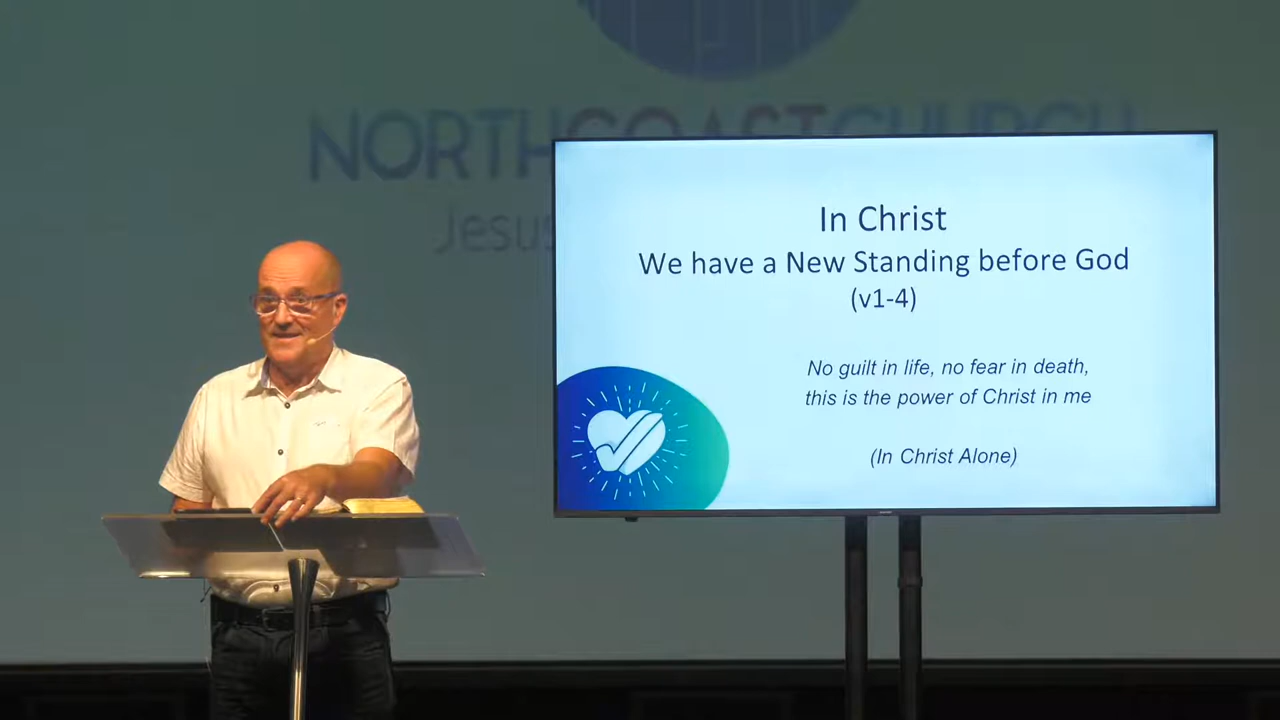 NORTHCOASTCHURCH
Jesus
In Christ
We have a New Standing before God
(v1-4)
No guilt in life, no fear in death,
this is the power of Christ in me
(In Christ Alone)